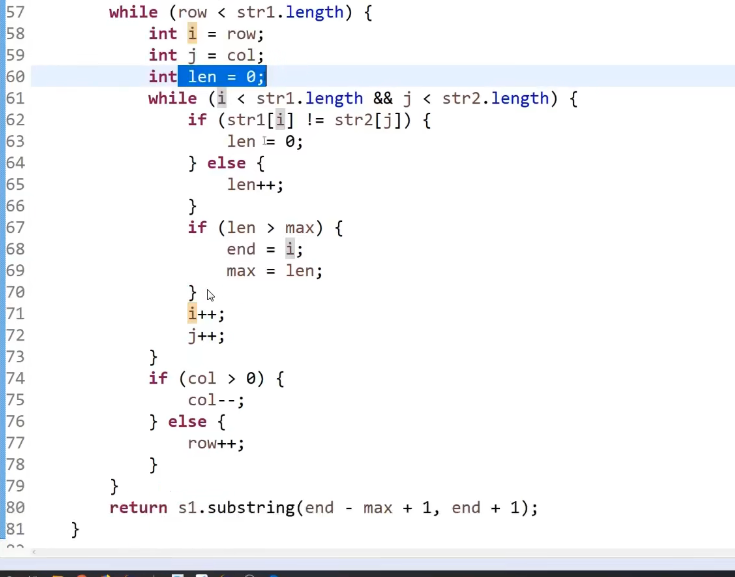 57 while (row < str1.length) {
58 int i = row;
59 int j = col;
60 int len = 0;
61 while (i < str1.length && j < str2.length) {
62 if (str1[i] != str2[j]) {
63 len = 0;
64 } else {
65 len++;
66 }
67 if (len > max) {
68 end = i;
69 max = len;
70 }
71 i++;
72 j++;
73 }
74 if (col > 0) {
75 col--;
76 } else {
77 row++;
78 }
79 }
80 return s1.substring(end - max + 1, end + 1);
81 }